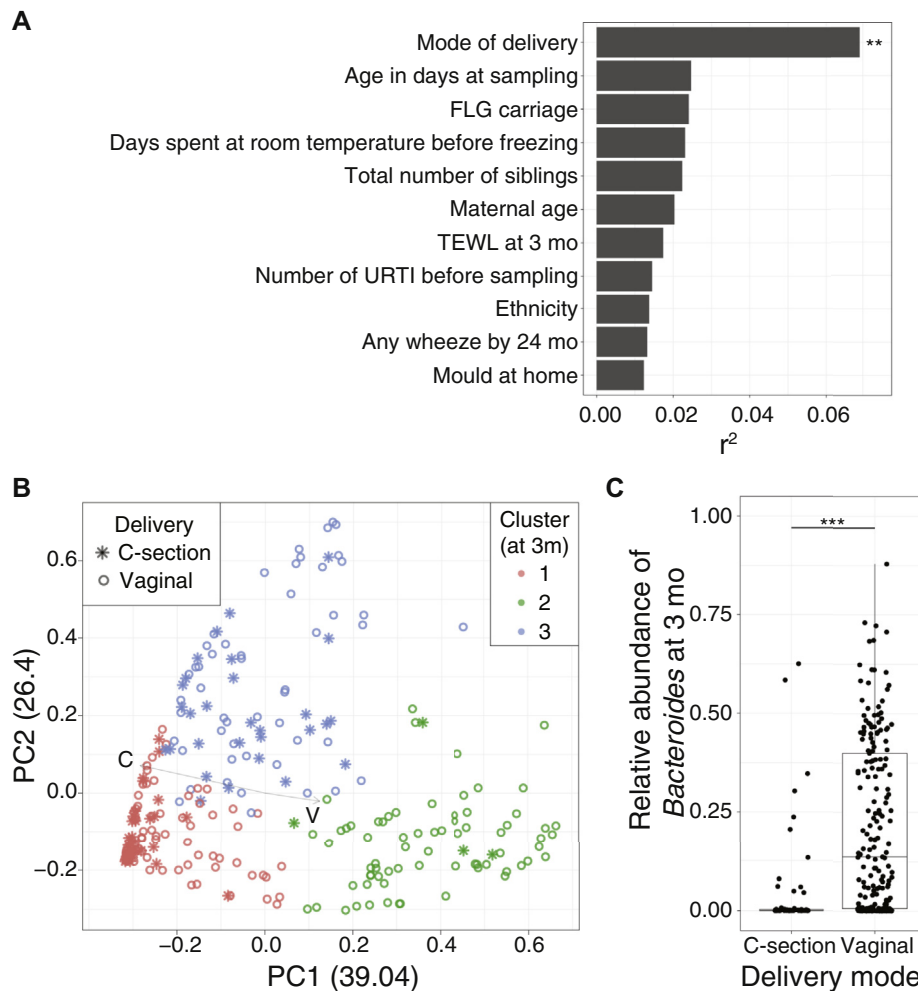 A
Mode of delivery
**
Age in days at sampling
FLG carriage
Days spent at room temperature before freezing
Total number of siblings
Maternal age
TEWL at 3 mo
Number of URTI before sampling
Ethnicity
Any wheeze by 24 mo
Mould at home
0.00 0.02 0.04 0.06
r²
B
Delivery
C-section
Vaginal
Cluster
(at 3m)
1
2
3
PC2 (26.4)
0.6
0.4
0.2
0.0
−0.2
C
V
−0.2 0.0 0.2 0.4 0.6
PC1 (39.04)
C
Relative abundance of
Bacteroides at 3 mo
1.00
0.75
0.50
0.25
0.00
***
C-section Vaginal
Delivery mode